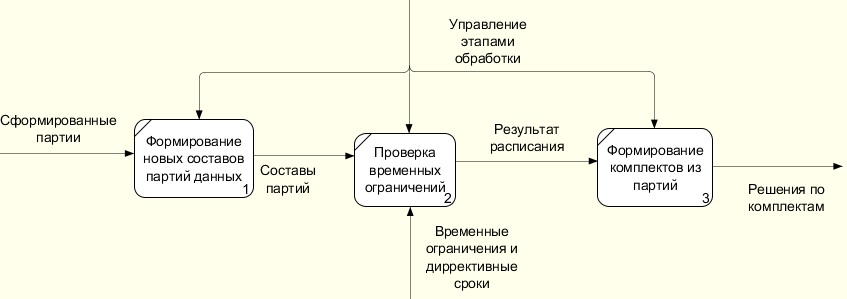 Управление
этапами
обработки
Сформированные
партии
Формирование
новых составов
партий данных
1
Составы
партий
Проверка
временных
ограничений
2
Результат
расписания
Формирование
комплектов из
партий
3
Решения по
комплектам
Временные
ограничения и
диррективные
сроки